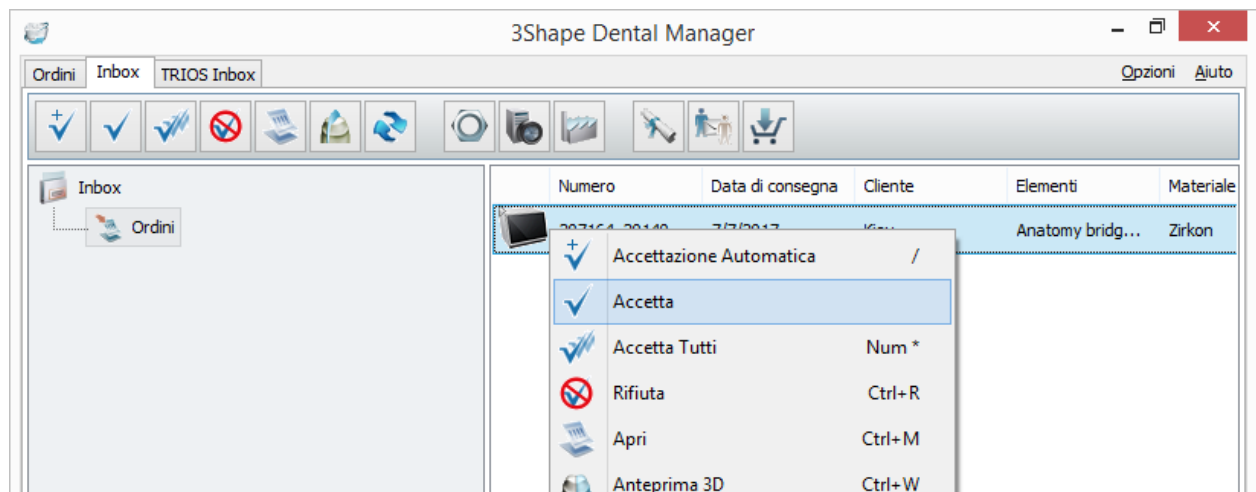 3Shape Dental Manager
Ordini Inbox TRIOS Inbox Opzioni Aiuto
Inbox
Ordini
Numero Data di consegna Cliente Elementi Materiale
Anatomy bridg... Zirkon
Accettazione Automatica /
Accetta
Accetta Tutti Num *
Rifiuta Ctrl+R
Apri Ctrl+M
Anteprima 3D Ctrl+W